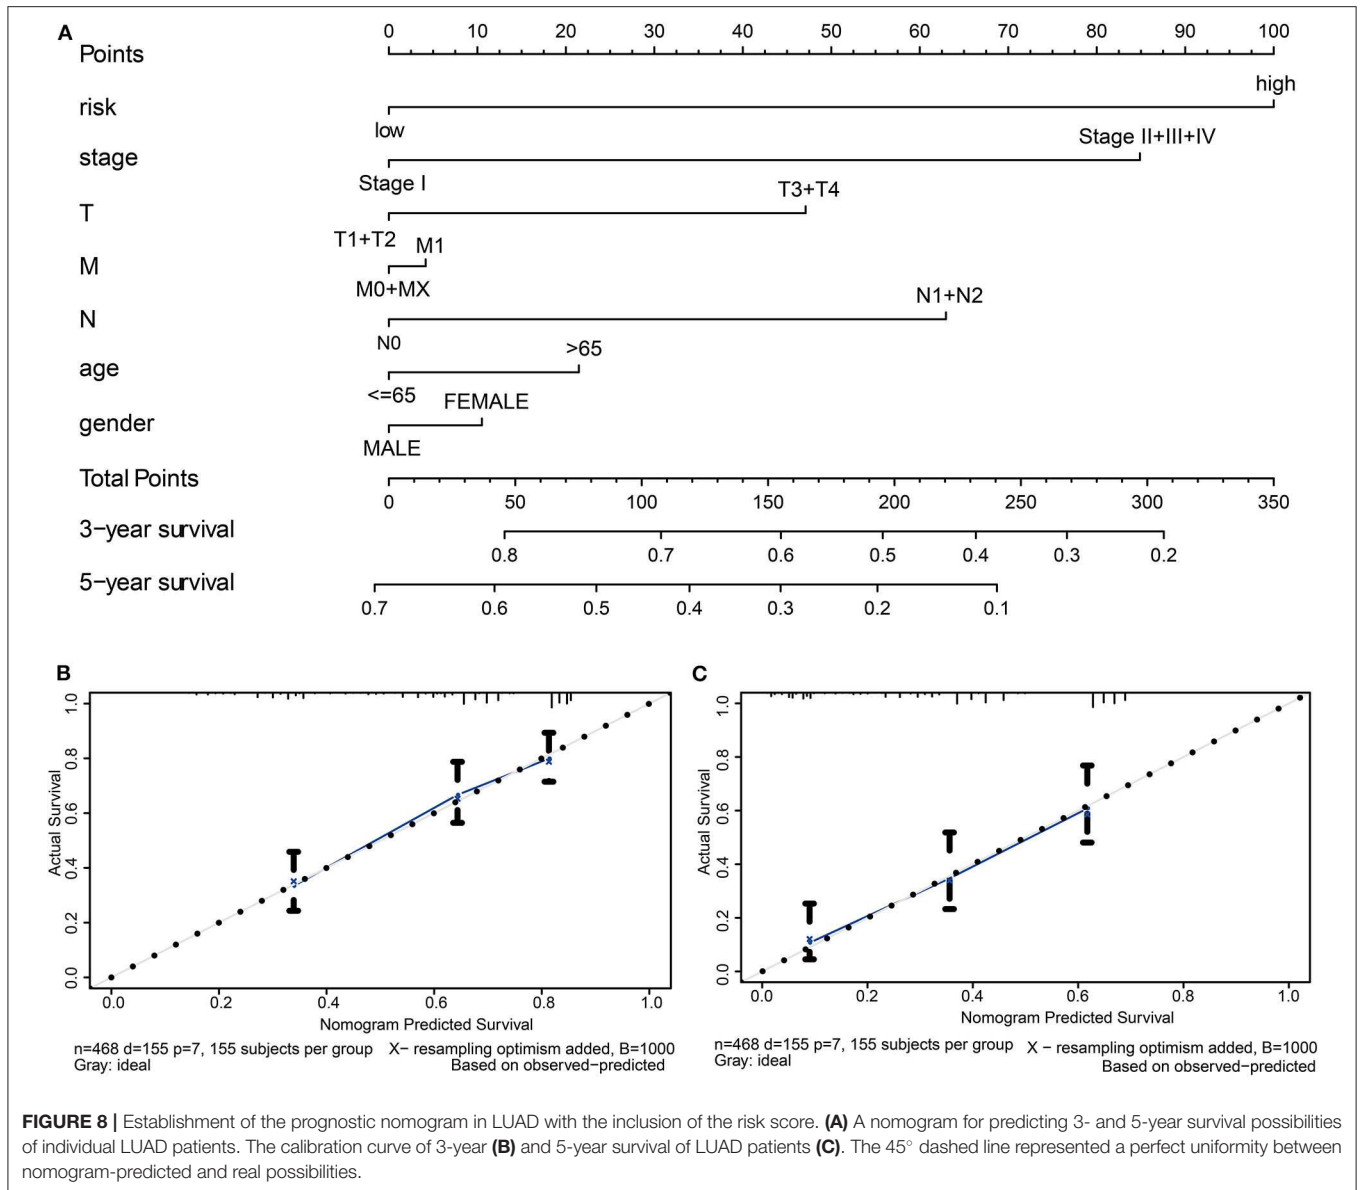 A
0 10 20 30 40 50 60 70 80 90 100
Points
high
risk
low
Stage II+III+IV
stage
Stage I
T3+T4
T
T1+T2 M1
M
M0+MX
N1+N2
N
N0
>65
age
<=65
FEMALE
gender
MALE
Total Points
0 50 100 150 200 250 300 350
3−year survival
0.8 0.7 0.6 0.5 0.4 0.3 0.2
5−year survival
0.7 0.6 0.5 0.4 0.3 0.2 0.1
B
Actual Survival
0.0 0.2 0.4 0.6 0.8 1.0
0.0 0.2 0.4 0.6 0.8 1.0
Nomogram Predicted Survival
n=468 d=155 p=7, 155 subjects per group X− resampling optimism added, B=1000
Gray: ideal Based on observed−predicted
C
Actual Survival
0.0 0.2 0.4 0.6 0.8 1.0
0.0 0.2 0.4 0.6 0.8 1.0
Nomogram Predicted Survival
n=468 d=155 p=7, 155 subjects per group X − resampling optimism added, B=1000
Gray: ideal Based on observed−predicted
FIGURE 8 | Establishment of the prognostic nomogram in LUAD with the inclusion of the risk score. (A) A nomogram for predicting 3- and 5-year survival possibilities
of individual LUAD patients. The calibration curve of 3-year (B) and 5-year survival of LUAD patients (C). The 45° dashed line represented a perfect uniformity between
nomogram-predicted and real possibilities.